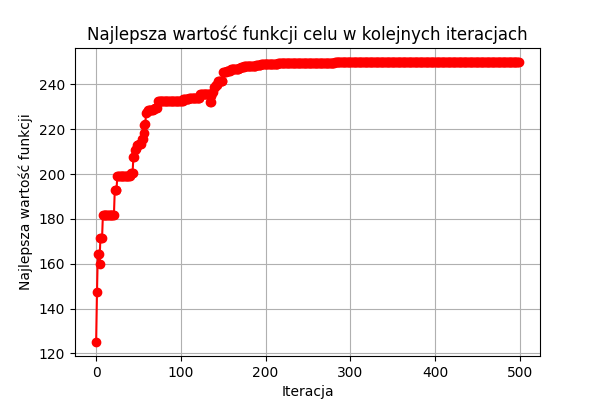 Najlepsza wartość funkcji celu w kolejnych iteracjach
Najlepsza wartość funkcji
240
220
200
180
160
140
120
0 100 200 300 400 500
Iteracja